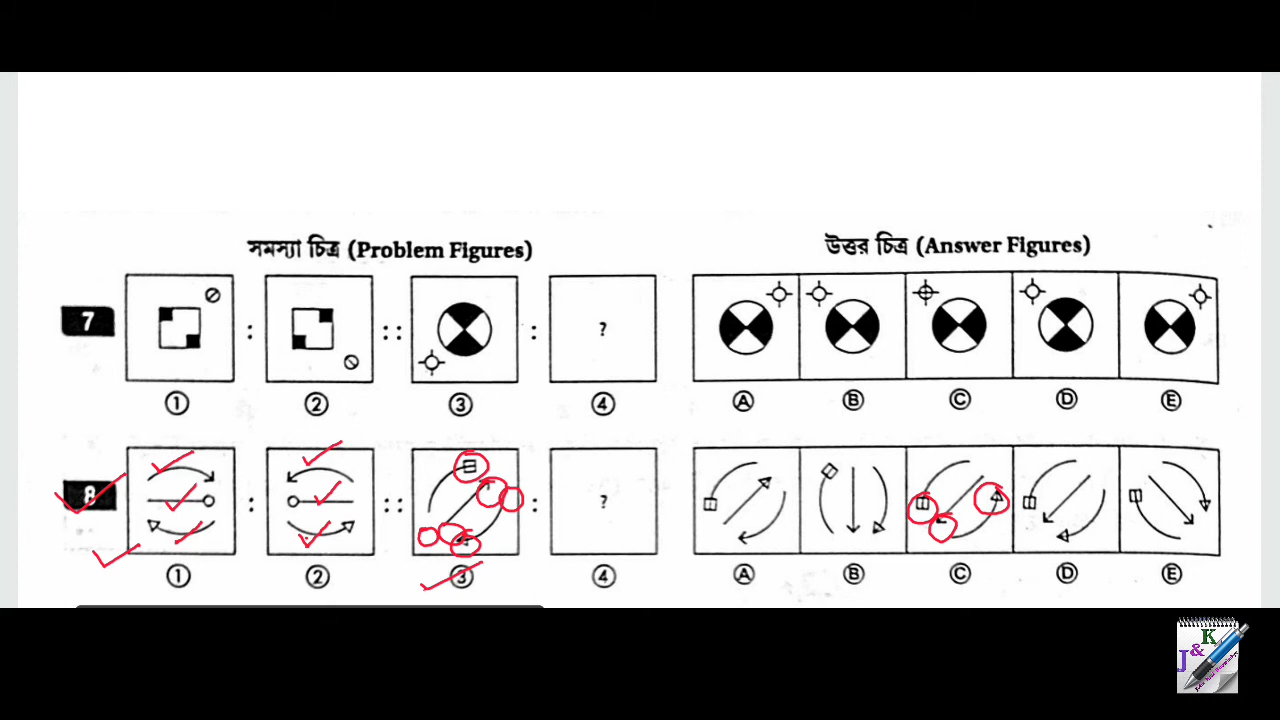 সমস্যা চিত্র (Problem Figures)
উত্তর চিত্র (Answer Figures)
7
: :: : ?
① ② ③ ④
Ⓐ Ⓑ Ⓒ Ⓓ Ⓔ
8
: :: : ?
① ② ③ ④
Ⓐ Ⓑ Ⓒ Ⓓ Ⓔ
J&K